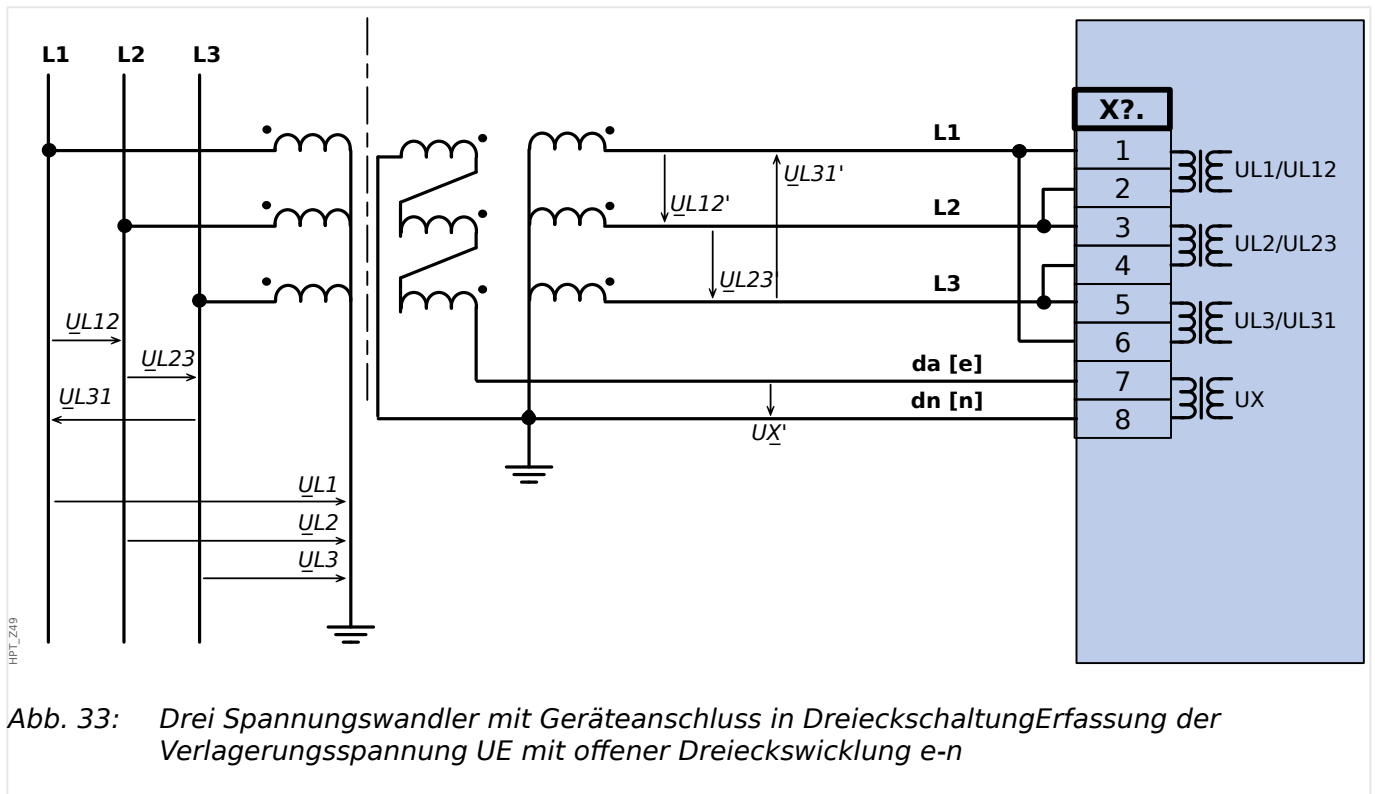 L1 L2 L3
X?.
L1
1
UL31'
UL1/UL12
2
UL12'
L2
3
UL2/UL23
4
UL23'
L3
5
UL12
UL3/UL31
6
UL23
da [e]
7
UL31
dn [n]
UX
8
UX'
UL1
UL2
UL3
HPT_Z49
Abb. 33: Drei Spannungswandler mit Geräteanschluss in DreieckschaltungErfassung der
Verlagerungsspannung UE mit offener Dreieckswicklung e-n